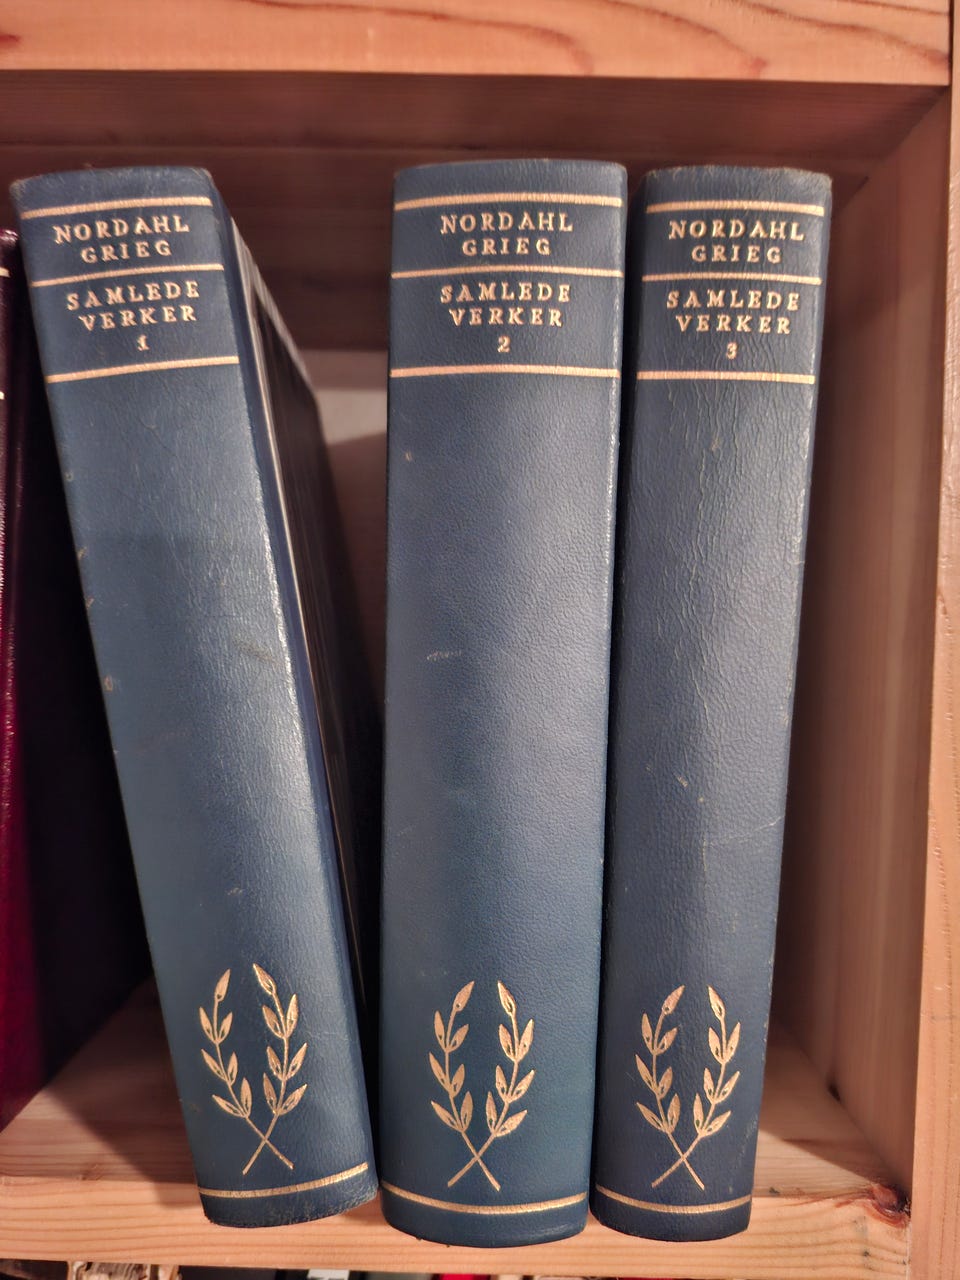 NORDAHL
GRIEG
SAMLEDE
VERKER
1
NORDAHL
GRIEG
SAMLEDE
VERKER
2
NORDAHL
GRIEG
SAMLEDE
VERKER
3